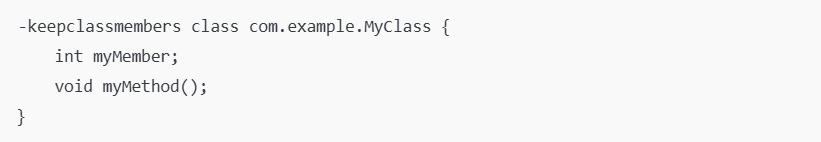 -keepclassmembers class com.example.MyClass {
    int myMember;
    void myMethod();
}